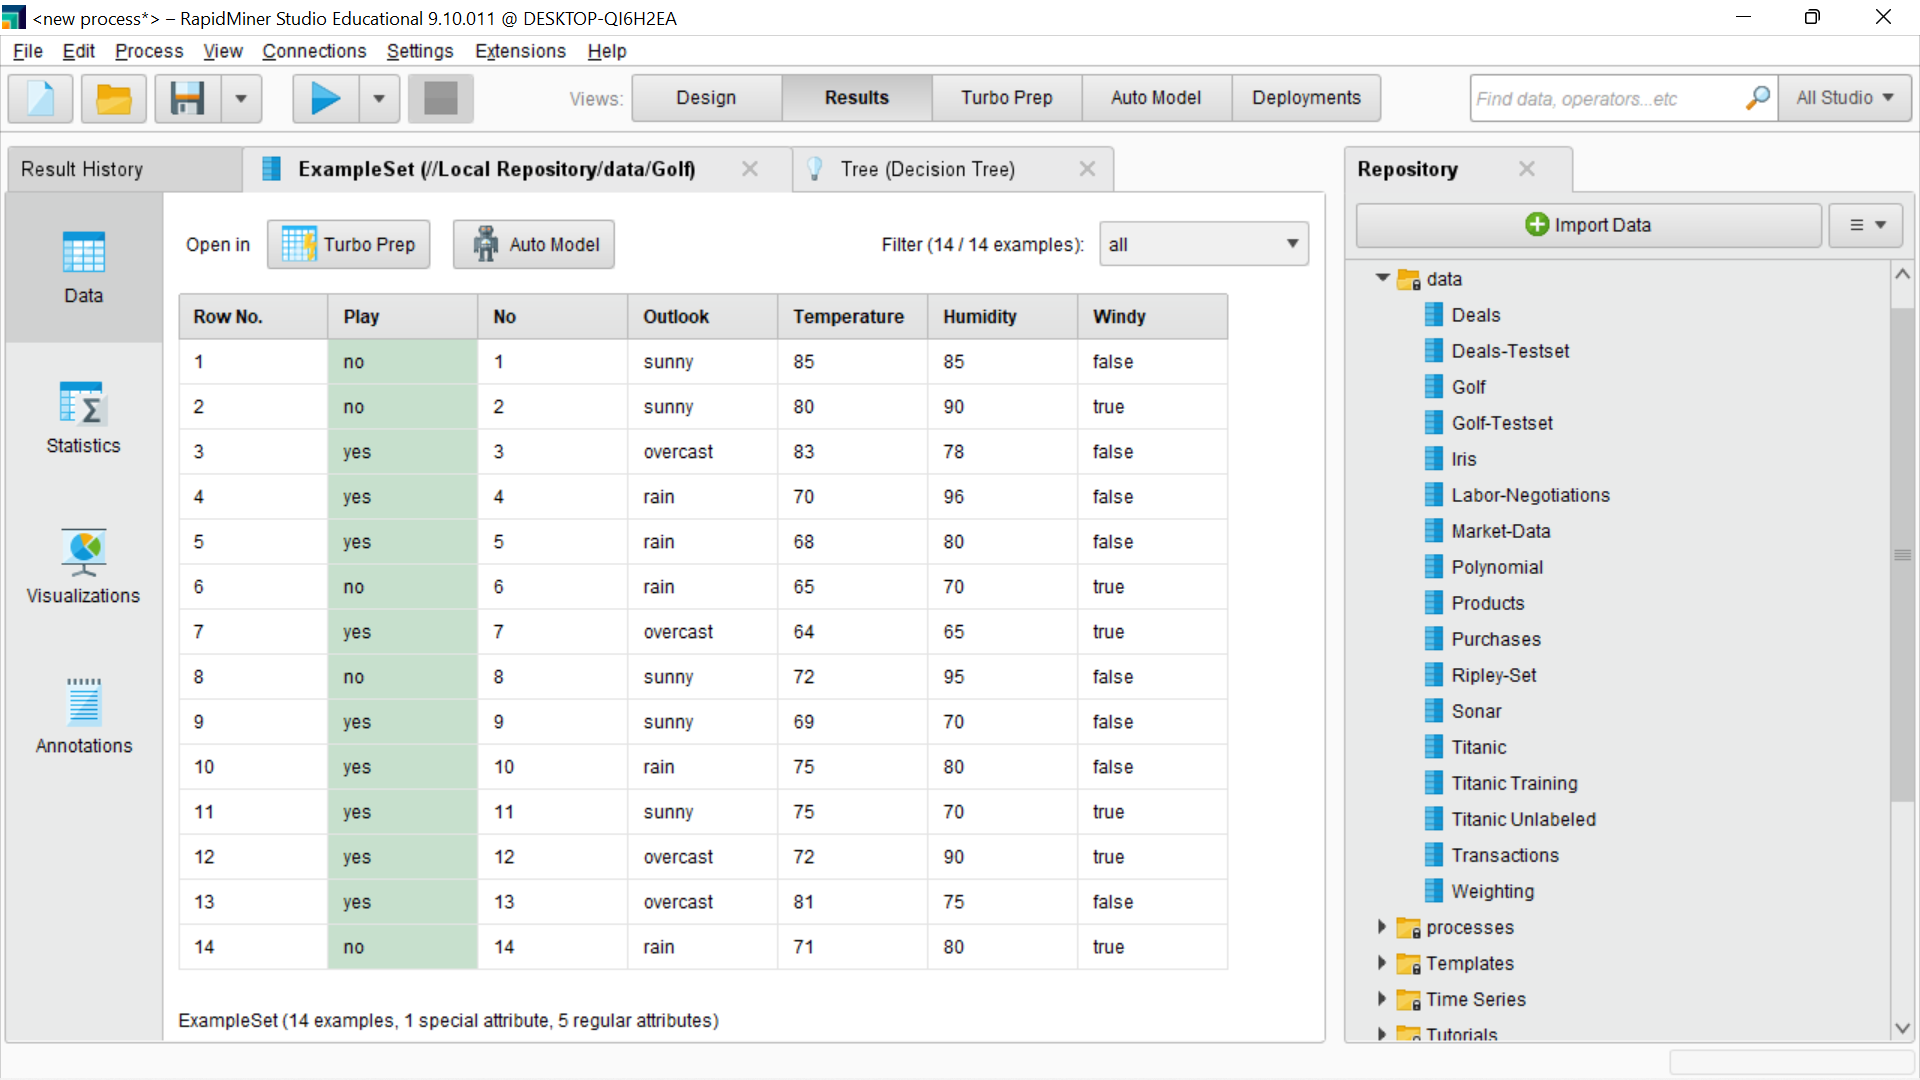 <new process*> – RapidMiner Studio Educational 9.10.011 @ DESKTOP-QI6H2EA
File Edit Process View Connections Settings Extensions Help
Views: Design Results Turbo Prep Auto Model Deployments Find data, operators...etc All Studio
Result History ExampleSet (//Local Repository/data/Golf) Tree (Decision Tree)
Data
Statistics
Visualizations
Annotations
Open in Turbo Prep Auto Model Filter (14 / 14 examples): all
Row No. Play No Outlook Temperature Humidity Windy
1 no 1 sunny 85 85 false
2 no 2 sunny 80 90 true
3 yes 3 overcast 83 78 false
4 yes 4 rain 70 96 false
5 yes 5 rain 68 80 false
6 no 6 rain 65 70 true
7 yes 7 overcast 64 65 true
8 no 8 sunny 72 95 false
9 yes 9 sunny 69 70 false
10 yes 10 rain 75 80 false
11 yes 11 sunny 75 70 true
12 yes 12 overcast 72 90 true
13 yes 13 overcast 81 75 false
14 no 14 rain 71 80 true
ExampleSet (14 examples, 1 special attribute, 5 regular attributes)
Repository
Import Data
data
Deals
Deals-Testset
Golf
Golf-Testset
Iris
Labor-Negotiations
Market-Data
Polynomial
Products
Purchases
Ripley-Set
Sonar
Titanic
Titanic Training
Titanic Unlabeled
Transactions
Weighting
processes
Templates
Time Series
Tutorials